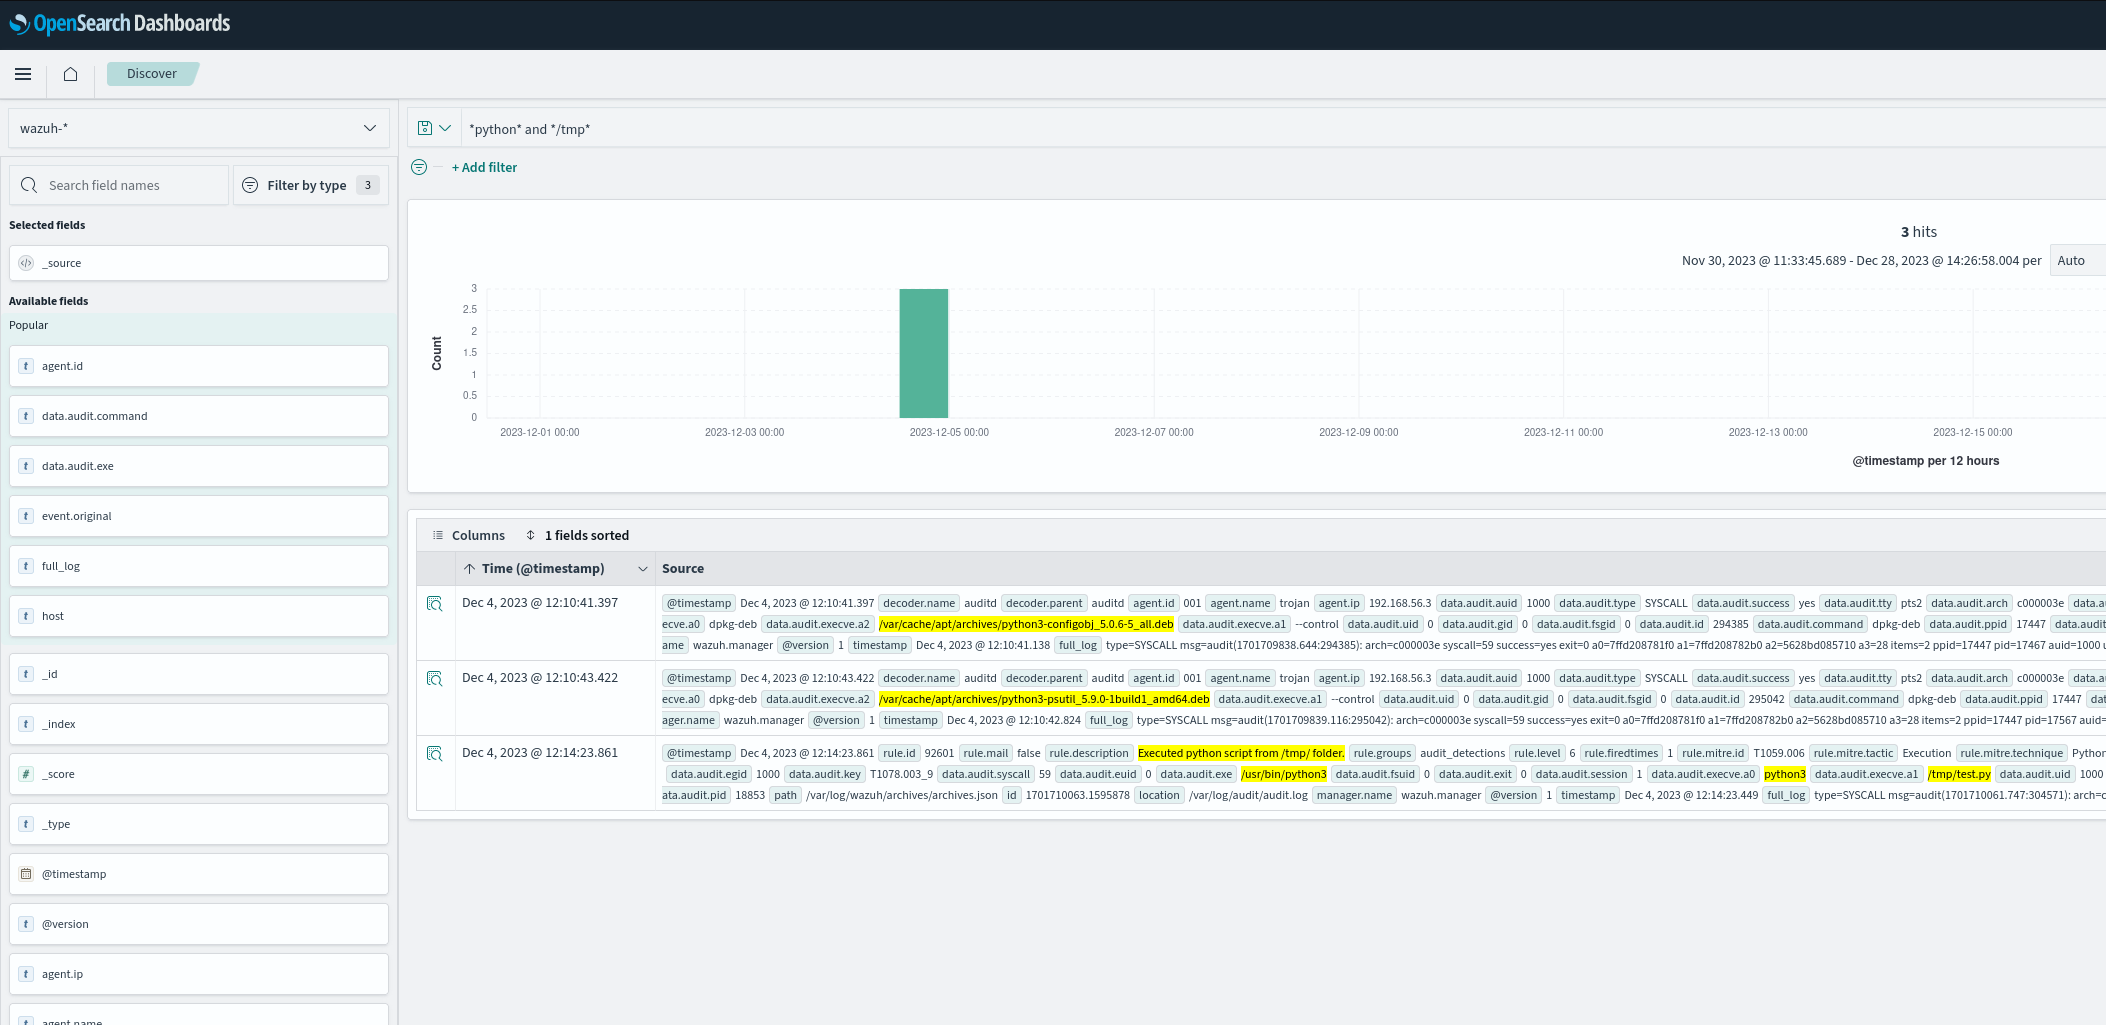 OpenSearch Dashboards
Discover
wazuh-*
*python* and */tmp*
+ Add filter
Search field names
Filter by type 3
Selected fields
_source
Available fields
Popular
agent.id
data.audit.command
data.audit.exe
event.original
full_log
host
_id
_index
_score
_type
@timestamp
@version
agent.ip
agent.name
3 hits
Nov 30, 2023 @ 11:33:45.689 - Dec 28, 2023 @ 14:26:58.004 per Auto
3
2.5
2
1.5
1
0.5
0
Count
2023-12-01 00:00 2023-12-03 00:00 2023-12-05 00:00 2023-12-07 00:00 2023-12-09 00:00 2023-12-11 00:00 2023-12-13 00:00 2023-12-15 00:00
@timestamp per 12 hours
Columns 1 fields sorted
Time (@timestamp) Source
Dec 4, 2023 @ 12:10:41.397 @timestamp Dec 4, 2023 @ 12:10:41.397 decoder.name auditd decoder.parent auditd agent.id 001 agent.name trojan agent.ip 192.168.56.3 data.audit.auid 1000 data.audit.type SYSCALL data.audit.success yes data.audit.tty pts2 data.audit.arch c000003e data.a
ecve.a0 dpkg-deb data.audit.execve.a2 /var/cache/apt/archives/python3-configobj_5.0.6-5_all.deb data.audit.execve.a1 --control data.audit.uid 0 data.audit.gid 0 data.audit.fsgid 0 data.audit.id 294385 data.audit.command dpkg-deb data.audit.ppid 17447 data.audit
ame wazuh.manager @version 1 timestamp Dec 4, 2023 @ 12:10:41.138 full_log type=SYSCALL msg=audit(1701709838.644:294385): arch=c000003e syscall=59 success=yes exit=0 a0=7ffd208781f0 a1=7ffd208782b0 a2=5628bd085710 a3=28 items=2 ppid=17447 pid=17467 auid=1000 u
Dec 4, 2023 @ 12:10:43.422 @timestamp Dec 4, 2023 @ 12:10:43.422 decoder.name auditd decoder.parent auditd agent.id 001 agent.name trojan agent.ip 192.168.56.3 data.audit.auid 1000 data.audit.type SYSCALL data.audit.success yes data.audit.tty pts2 data.audit.arch c000003e data.a
ecve.a0 dpkg-deb data.audit.execve.a2 /var/cache/apt/archives/python3-psutil_5.9.0-1build1_amd64.deb data.audit.execve.a1 --control data.audit.uid 0 data.audit.gid 0 data.audit.fsgid 0 data.audit.id 295042 data.audit.command dpkg-deb data.audit.ppid 17447 dat
ager.name wazuh.manager @version 1 timestamp Dec 4, 2023 @ 12:10:42.824 full_log type=SYSCALL msg=audit(1701709839.116:295042): arch=c000003e syscall=59 success=yes exit=0 a0=7ffd208781f0 a1=7ffd208782b0 a2=5628bd085710 a3=28 items=2 ppid=17447 pid=17567 auid=
Dec 4, 2023 @ 12:14:23.861 @timestamp Dec 4, 2023 @ 12:14:23.861 rule.id 92601 rule.mail false rule.description Executed python script from /tmp/ folder. rule.groups audit_detections rule.level 6 rule.firedtimes 1 rule.mitre.id T1059.006 rule.mitre.tactic Execution rule.mitre.technique Python
data.audit.egid 1000 data.audit.key T1078.003_9 data.audit.syscall 59 data.audit.euid 0 data.audit.exe /usr/bin/python3 data.audit.fsuid 0 data.audit.exit 0 data.audit.session 1 data.audit.execve.a0 python3 data.audit.execve.a1 /tmp/test.py data.audit.uid 1000
ata.audit.pid 18853 path /var/log/wazuh/archives/archives.json id 1701710063.1595878 location /var/log/audit/audit.log manager.name wazuh.manager @version 1 timestamp Dec 4, 2023 @ 12:14:23.449 full_log type=SYSCALL msg=audit(1701710061.747:304571): arch=c